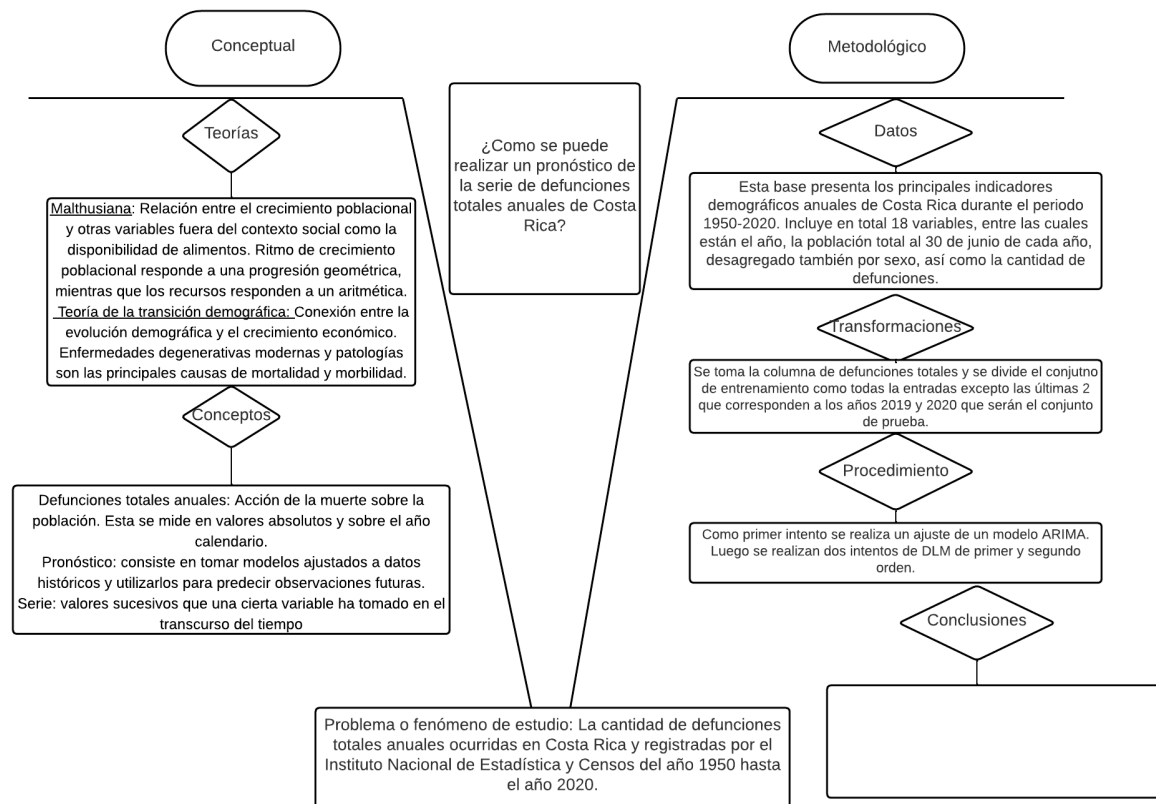 Conceptual
Teorías
Malthusiana: Relación entre el crecimiento poblacional
y otras variables fuera del contexto social como la
disponibilidad de alimentos. Ritmo de crecimiento
poblacional responde a una progresión geométrica,
mientras que los recursos responden a un aritmética.
Teoría de la transición demográfica: Conexión entre la
evolución demográfica y el crecimiento económico.
Enfermedades degenerativas modernas y patologías
son las principales causas de mortalidad y morbilidad.
Conceptos
Defunciones totales anuales: Acción de la muerte sobre la
población. Esta se mide en valores absolutos y sobre el año
calendario.
Pronóstico: consiste en tomar modelos ajustados a datos
históricos y utilizarlos para predecir observaciones futuras.
Serie: valores sucesivos que una cierta variable ha tomado en el
transcurso del tiempo
¿Como se puede
realizar un pronóstico de
la serie de defunciones
totales anuales de Costa
Rica?
Metodológico
Datos
Esta base presenta los principales indicadores
demográficos anuales de Costa Rica durante el periodo
1950-2020. Incluye en total 18 variables, entre las cuales
están el año, la población total al 30 de junio de cada año,
desagregado también por sexo, así como la cantidad de
defunciones.
Transformaciones
Se toma la columna de defunciones totales y se divide el conjutno
de entrenamiento como todas la entradas excepto las últimas 2
que corresponden a los años 2019 y 2020 que serán el conjunto
de prueba.
Procedimiento
Como primer intento se realiza un ajuste de un modelo ARIMA.
Luego se realizan dos intentos de DLM de primer y segundo
orden.
Conclusiones
Problema o fenómeno de estudio: La cantidad de defunciones
totales anuales ocurridas en Costa Rica y registradas por el
Instituto Nacional de Estadística y Censos del año 1950 hasta
el año 2020.